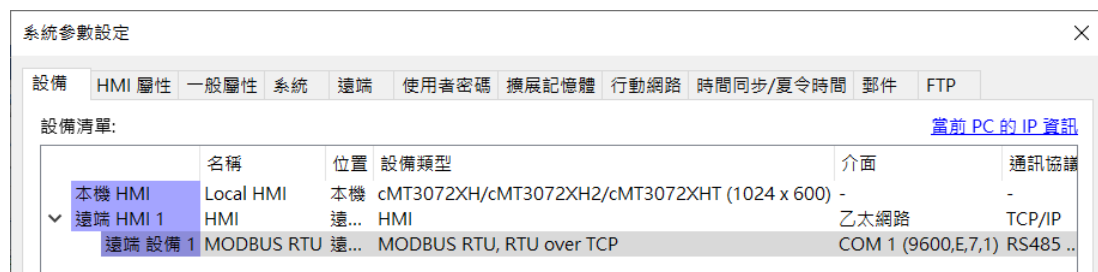 系統參數設定
設備 HMI 屬性 一般屬性 系統 遠端 使用者密碼 擴展記憶體 行動網路 時間同步/夏令時間 郵件 FTP
設備清單: 當前 PC 的 IP 資訊
名稱 位置 設備類型 介面 通訊協議
本機 HMI Local HMI 本機 cMT3072XH/cMT3072XH2/cMT3072XHT (1024 x 600) - -
遠端 HMI 1 HMI 遠... HMI 乙太網路 TCP/IP
遠端 設備 1 MODBUS RTU 遠... MODBUS RTU, RTU over TCP COM 1 (9600,E,7,1) RS485 ..